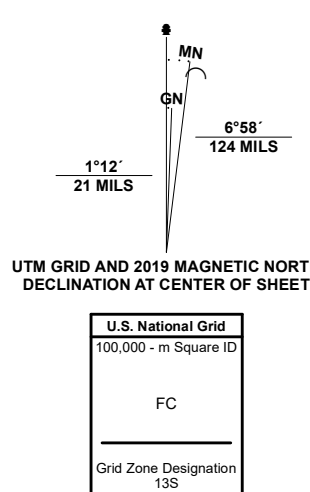 MN
GN
6°58´
124 MILS
1°12´
21 MILS
UTM GRID AND 2019 MAGNETIC NORT
DECLINATION AT CENTER OF SHEET
U.S. National Grid
100,000 - m Square ID
FC
Grid Zone Designation
13S